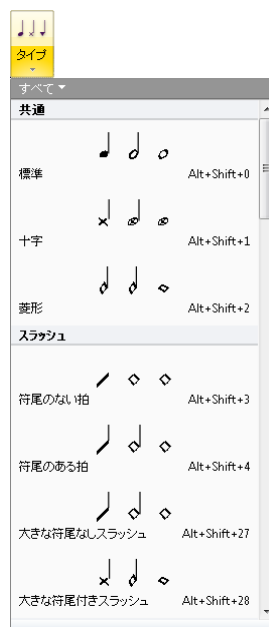 タイプ
すべて
共通
標準 Alt+Shift+0
十字 Alt+Shift+1
菱形 Alt+Shift+2
スラッシュ
符尾のない拍 Alt+Shift+3
符尾のある拍 Alt+Shift+4
大きな符尾なしスラッシュ Alt+Shift+27
大きな符尾付きスラッシュ Alt+Shift+28